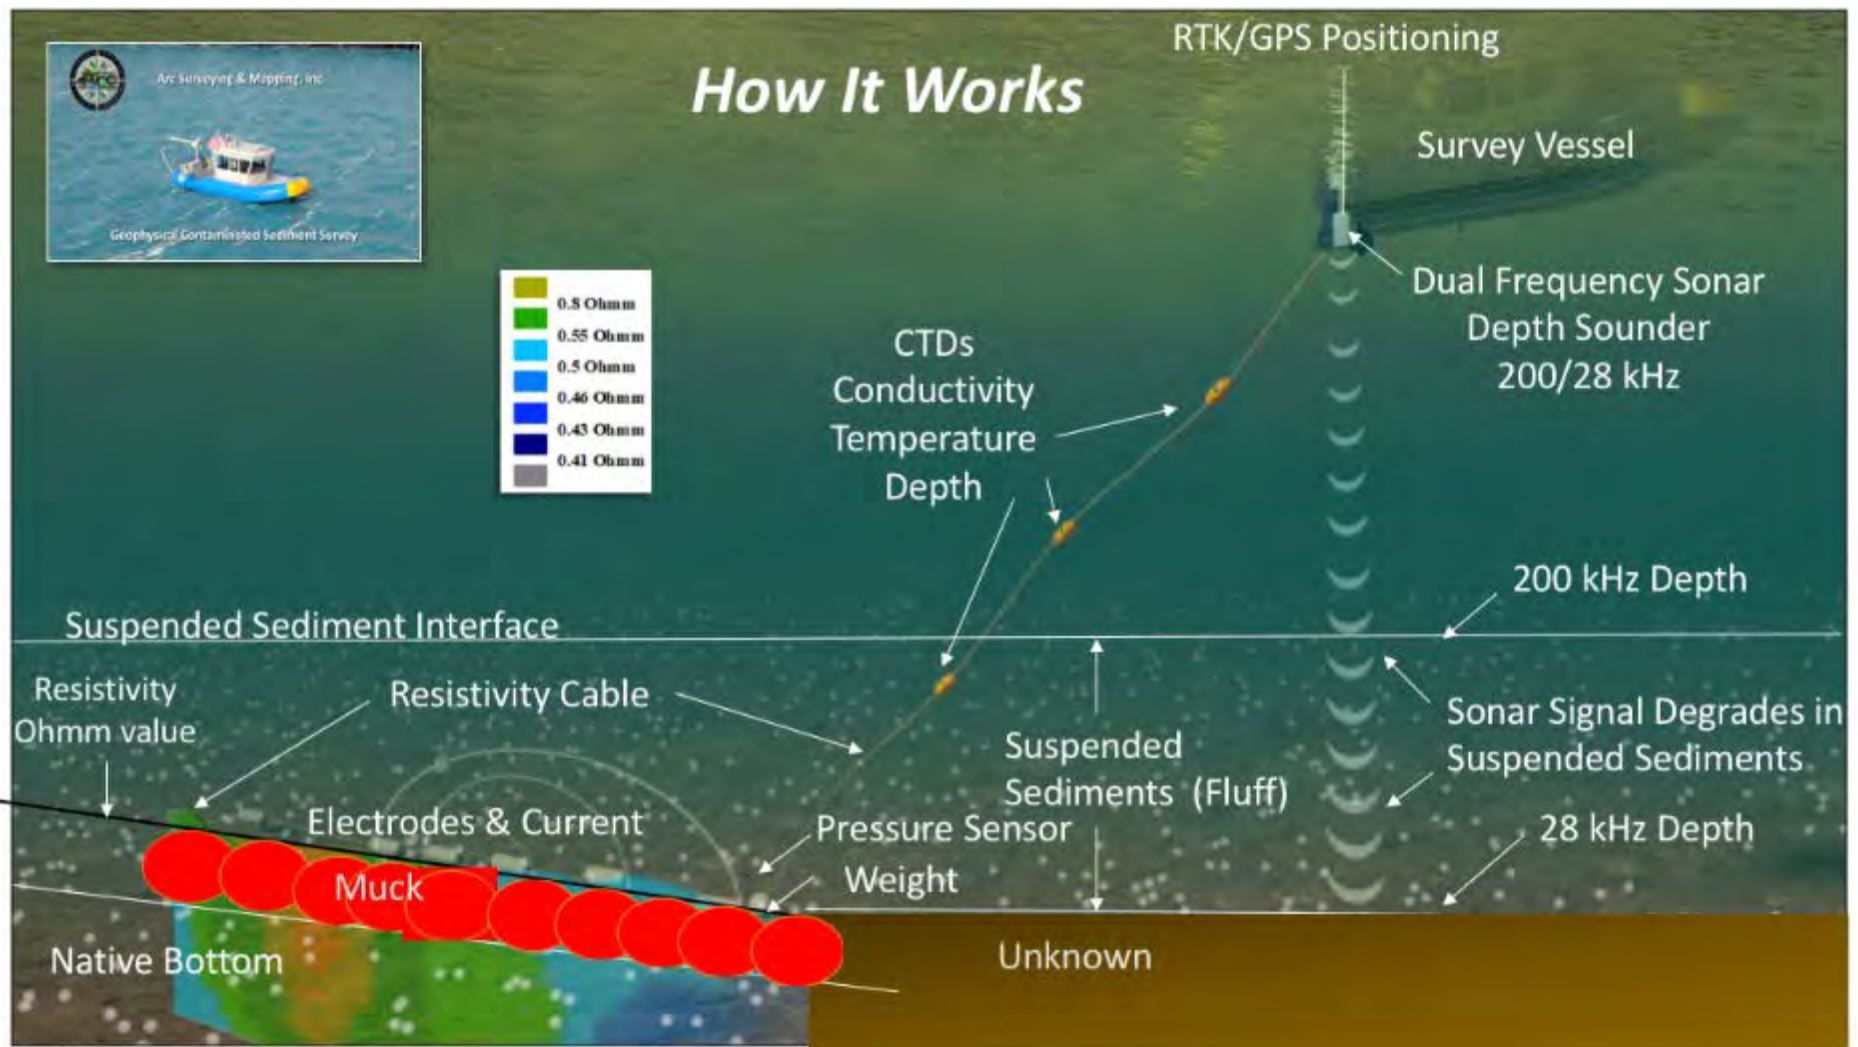 Arc
Arc Surveying & Mapping, Inc
Geophysical Contaminated Sediment Survey
How It Works
RTK/GPS Positioning
Survey Vessel
Dual Frequency Sonar
Depth Sounder
200/28 kHz
0.8 Ohmm
0.55 Ohmm
0.5 Ohmm
0.46 Ohmm
0.43 Ohmm
0.41 Ohmm
CTDs
Conductivity
Temperature
Depth
200 kHz Depth
Suspended Sediment Interface
Resistivity
Ohmm value
Resistivity Cable
Sonar Signal Degrades in
Suspended Sediments
Suspended
Sediments (Fluff)
Electrodes & Current
Pressure Sensor
Weight
28 kHz Depth
Muck
Native Bottom
Unknown